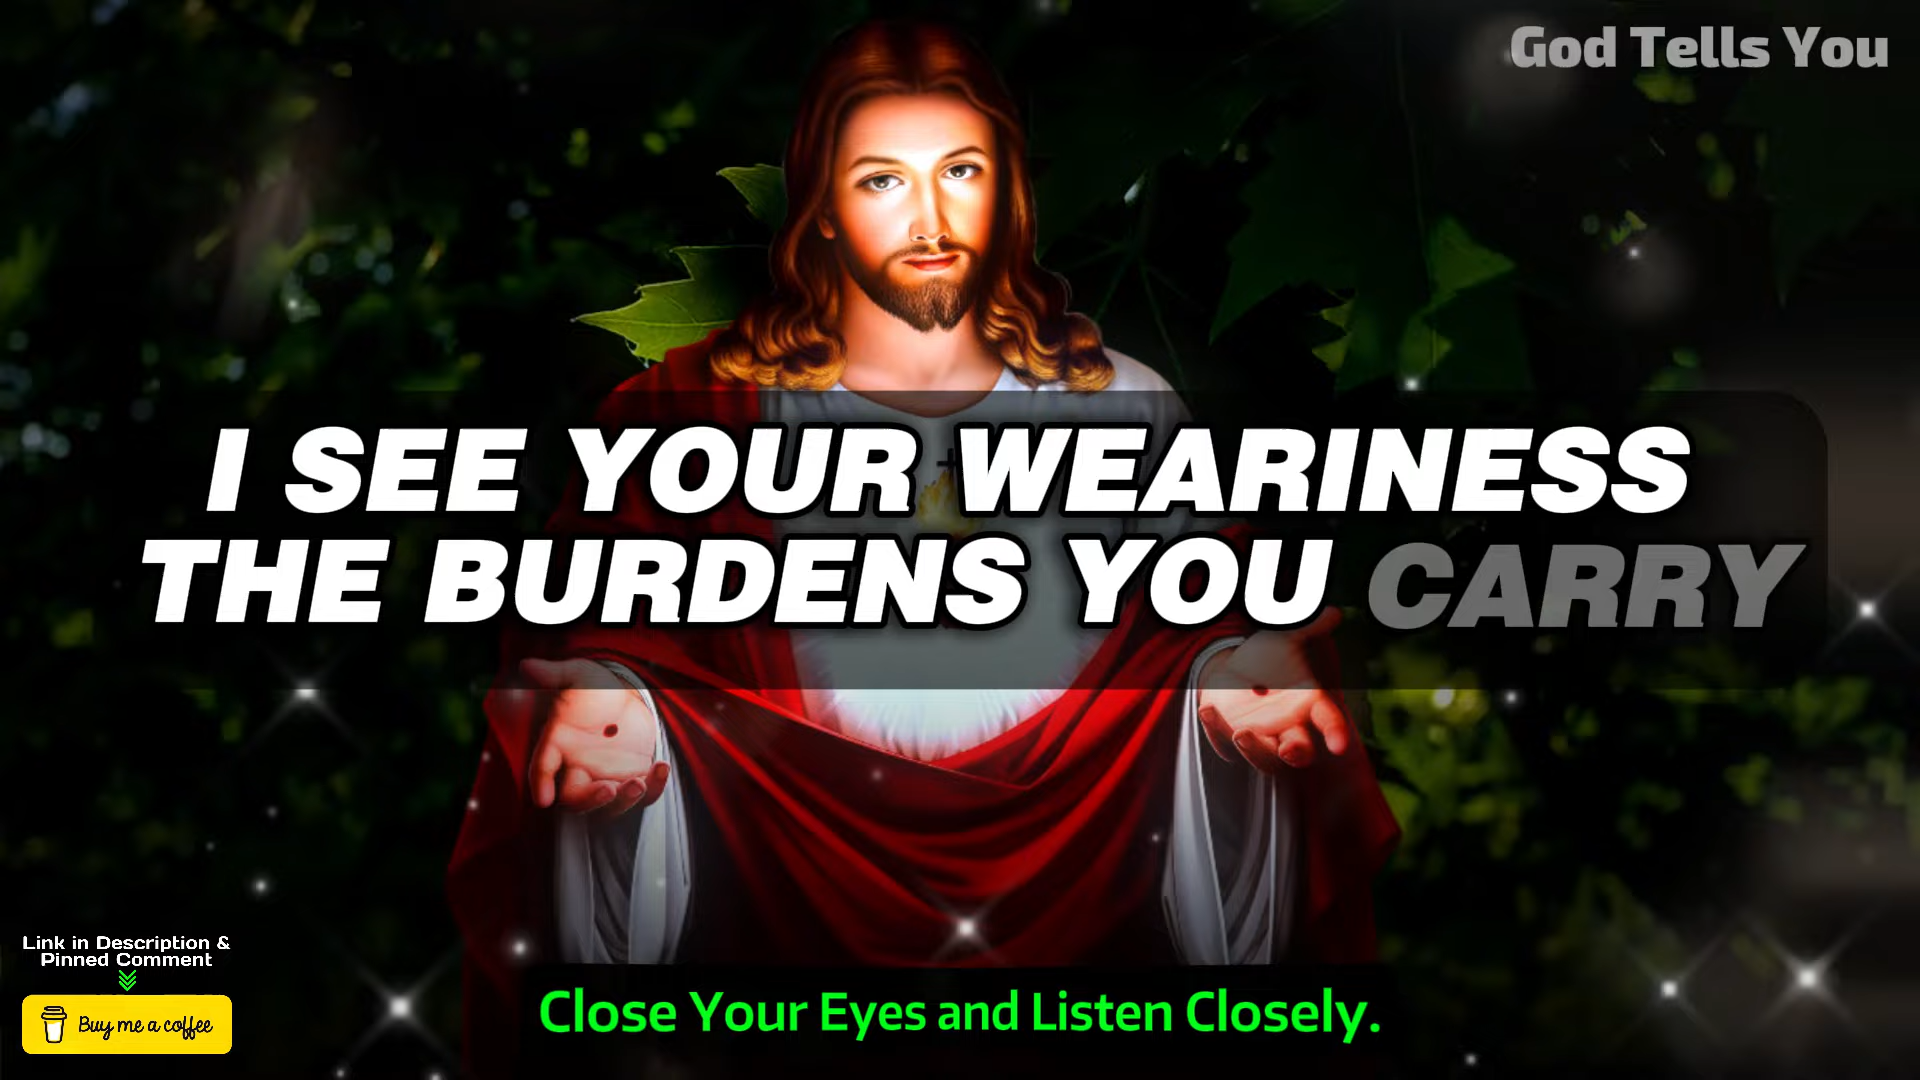 God Tells You
I SEE YOUR WEARINESS
THE BURDENS YOU CARRY
Link in Description &
Pinned Comment
Buy me a coffee
Close Your Eyes and Listen Closely.